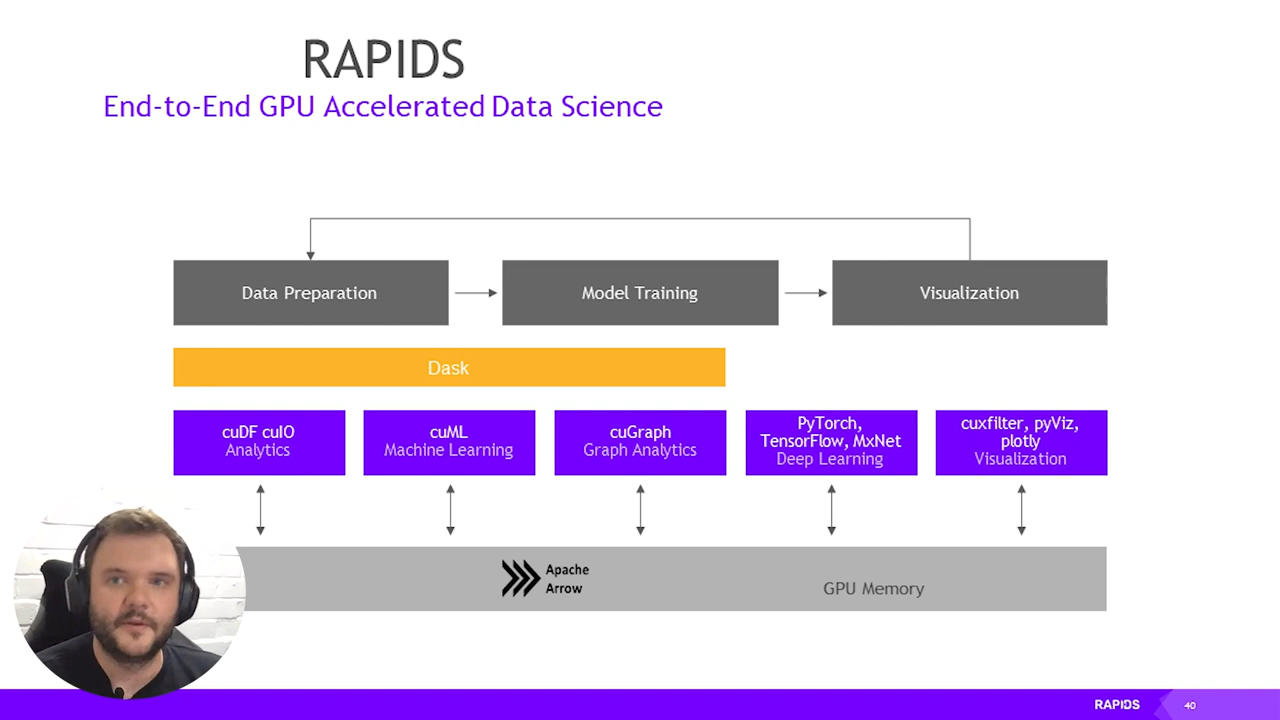 RAPIDS
End-to-End GPU Accelerated Data Science
Data Preparation
Model Training
Visualization
Dask
cuDF cuIO
Analytics
cuML
Machine Learning
cuGraph
Graph Analytics
PyTorch,
TensorFlow, MxNet
Deep Learning
cuxfilter, pyViz,
plotly
Visualization
Apache
Arrow
GPU Memory
RAPIDS
40